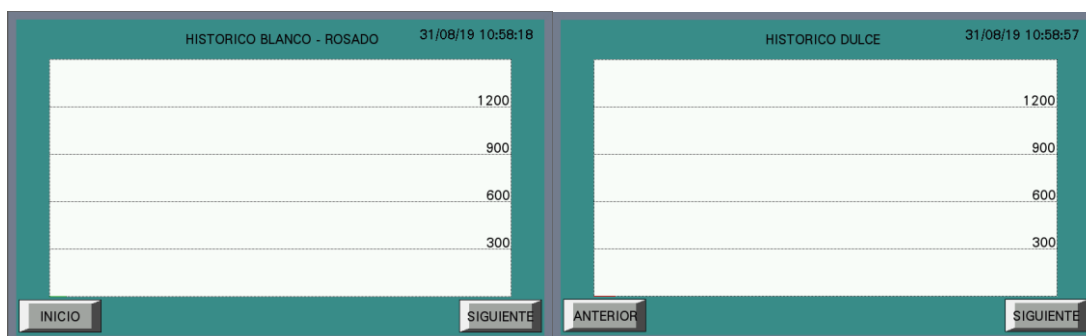 HISTORICO BLANCO - ROSADO
31/08/19 10:58:18
1200
900
600
300
INICIO
SIGUIENTE
HISTORICO DULCE
31/08/19 10:58:57
1200
900
600
300
ANTERIOR
SIGUIENTE